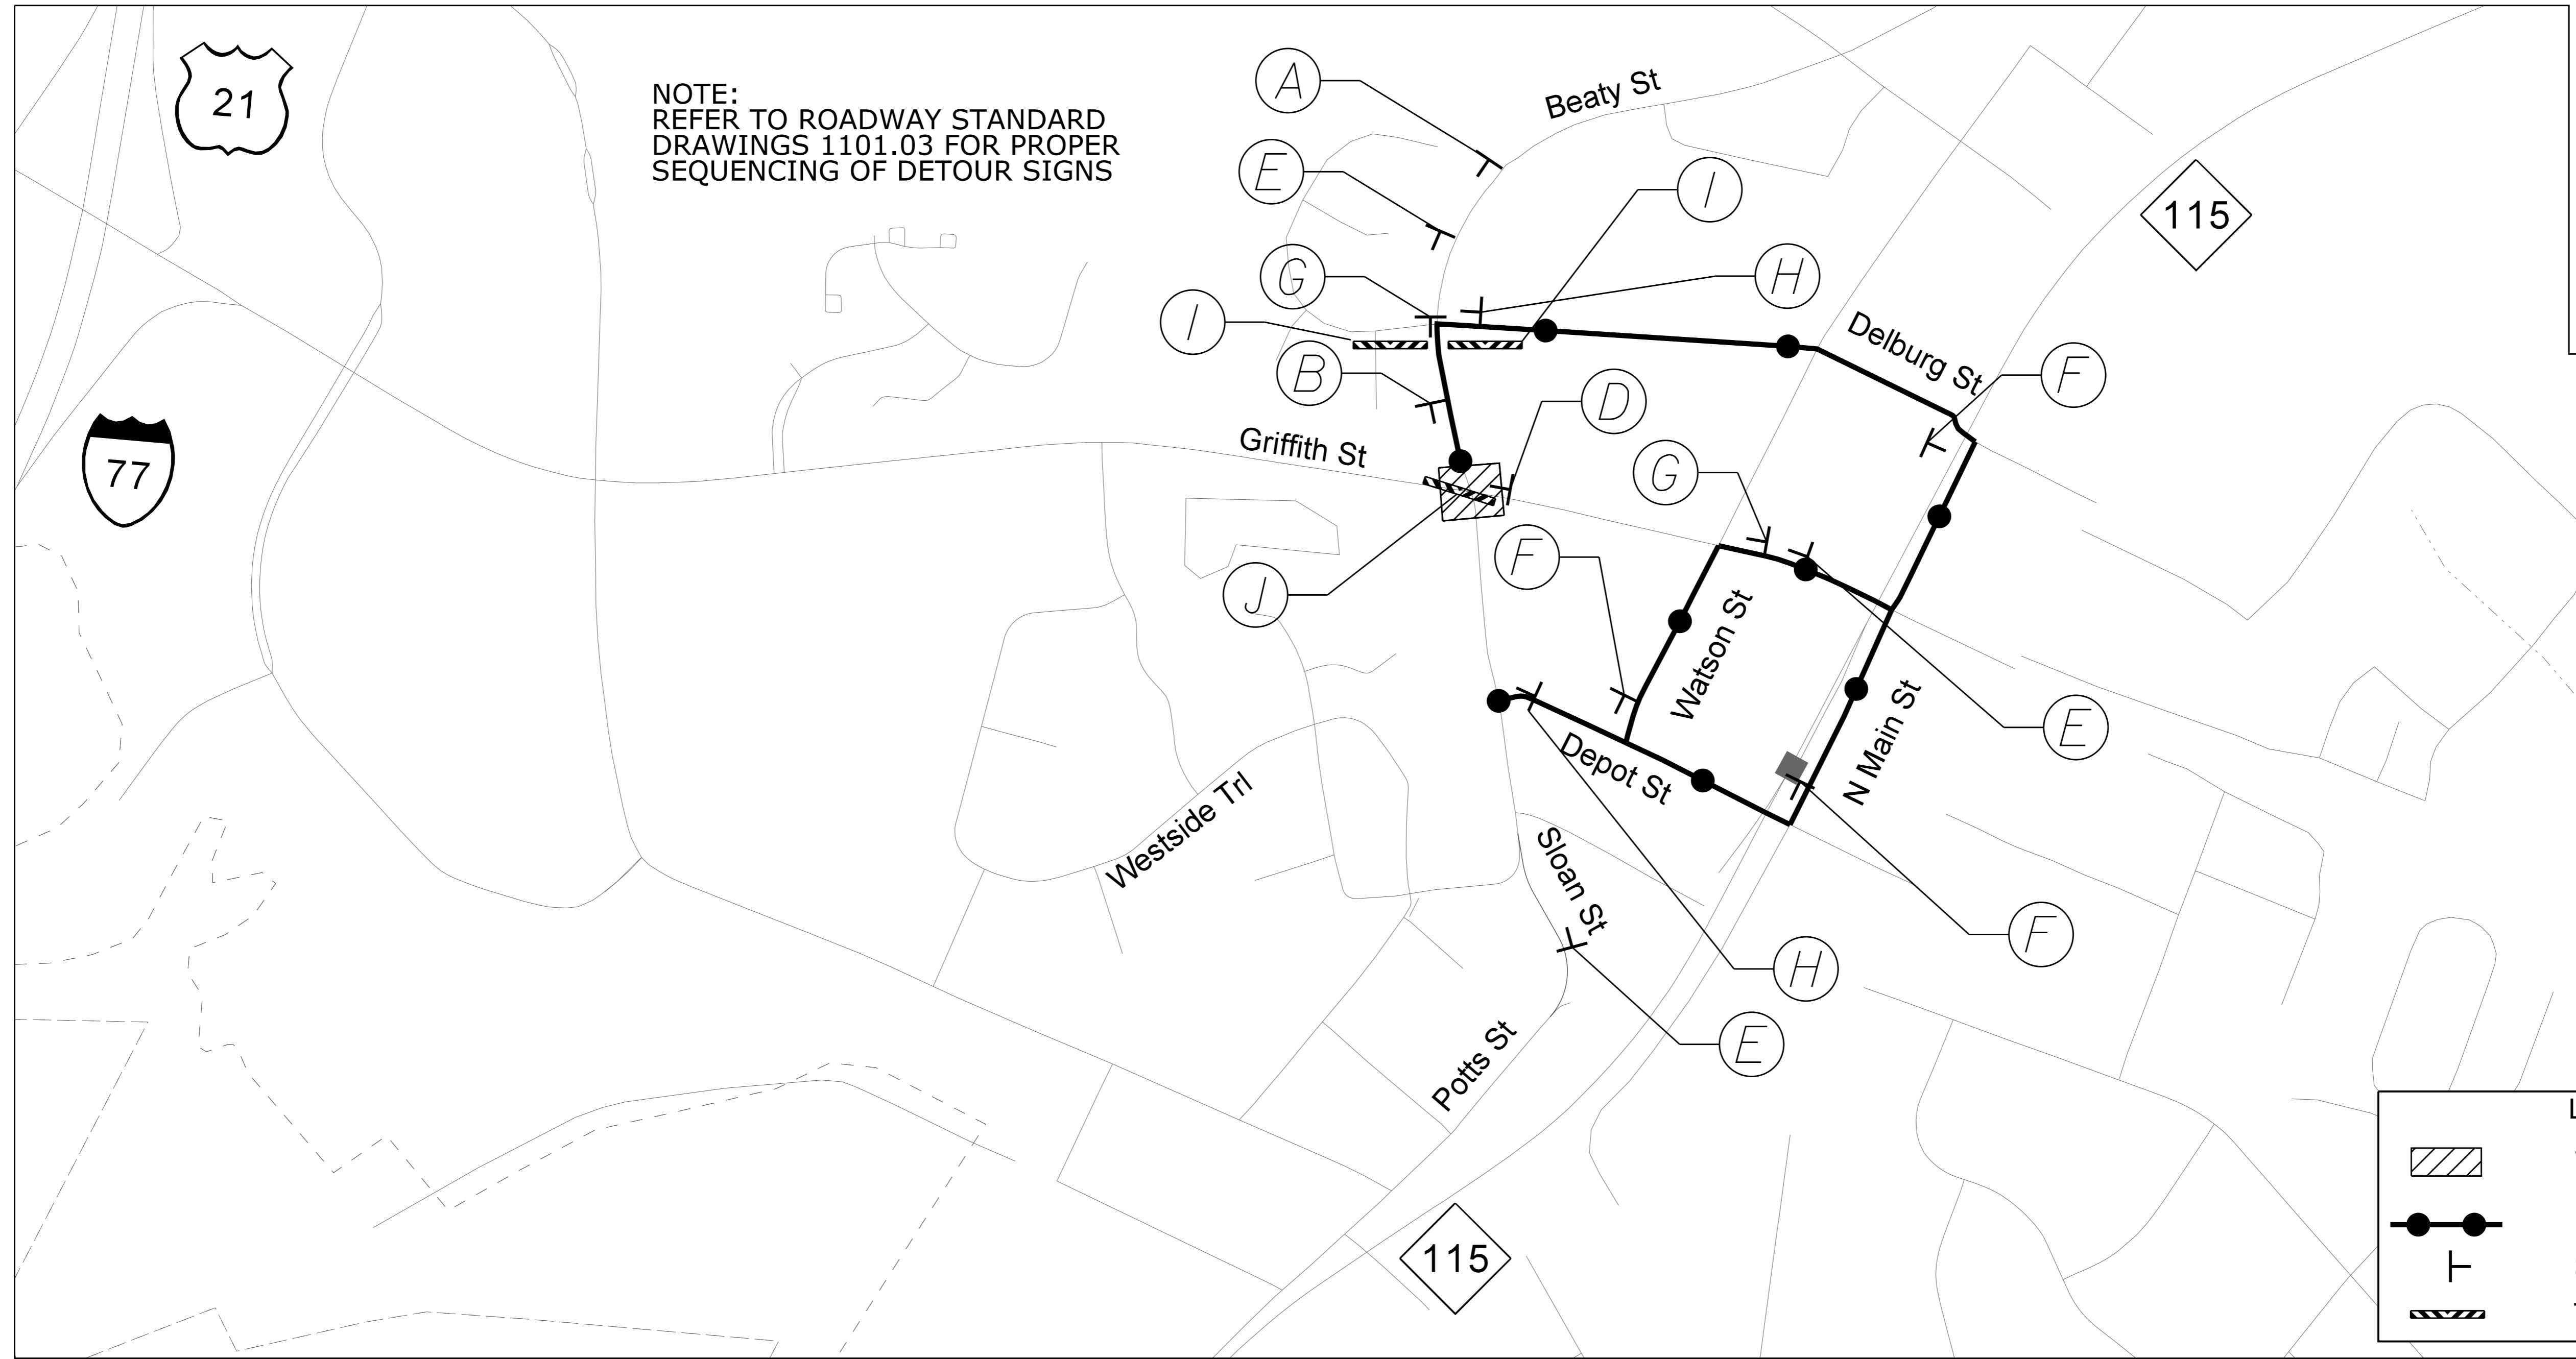 21
NOTE:
REFER TO ROADWAY STANDARD
DRAWINGS 1101.03 FOR PROPER
SEQUENCING OF DETOUR SIGNS
A
Beaty St
E
I
115
G
H
I
Delburg St
B
F
D
Griffith St
77
G
F
J
Watson St
E
N Main St
Depot St
Westside Trl
Sloan St
F
H
E
Potts St
115